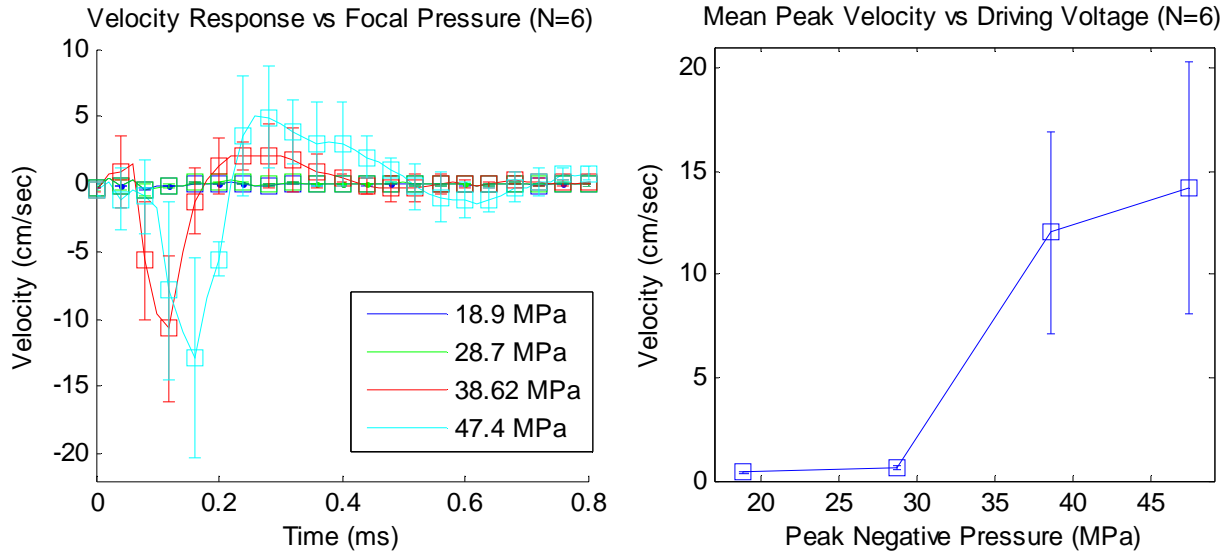 Velocity Response vs Focal Pressure (N=6)
10
5
0
-5
-10
-15
-20
Velocity (cm/sec)
18.9 MPa
28.7 MPa
38.62 MPa
47.4 MPa
0
0.2
0.4
0.6
0.8
Time (ms)
Mean Peak Velocity vs Driving Voltage (N=6)
20
15
10
5
0
Velocity (cm/sec)
20
25
30
35
40
45
Peak Negative Pressure (MPa)